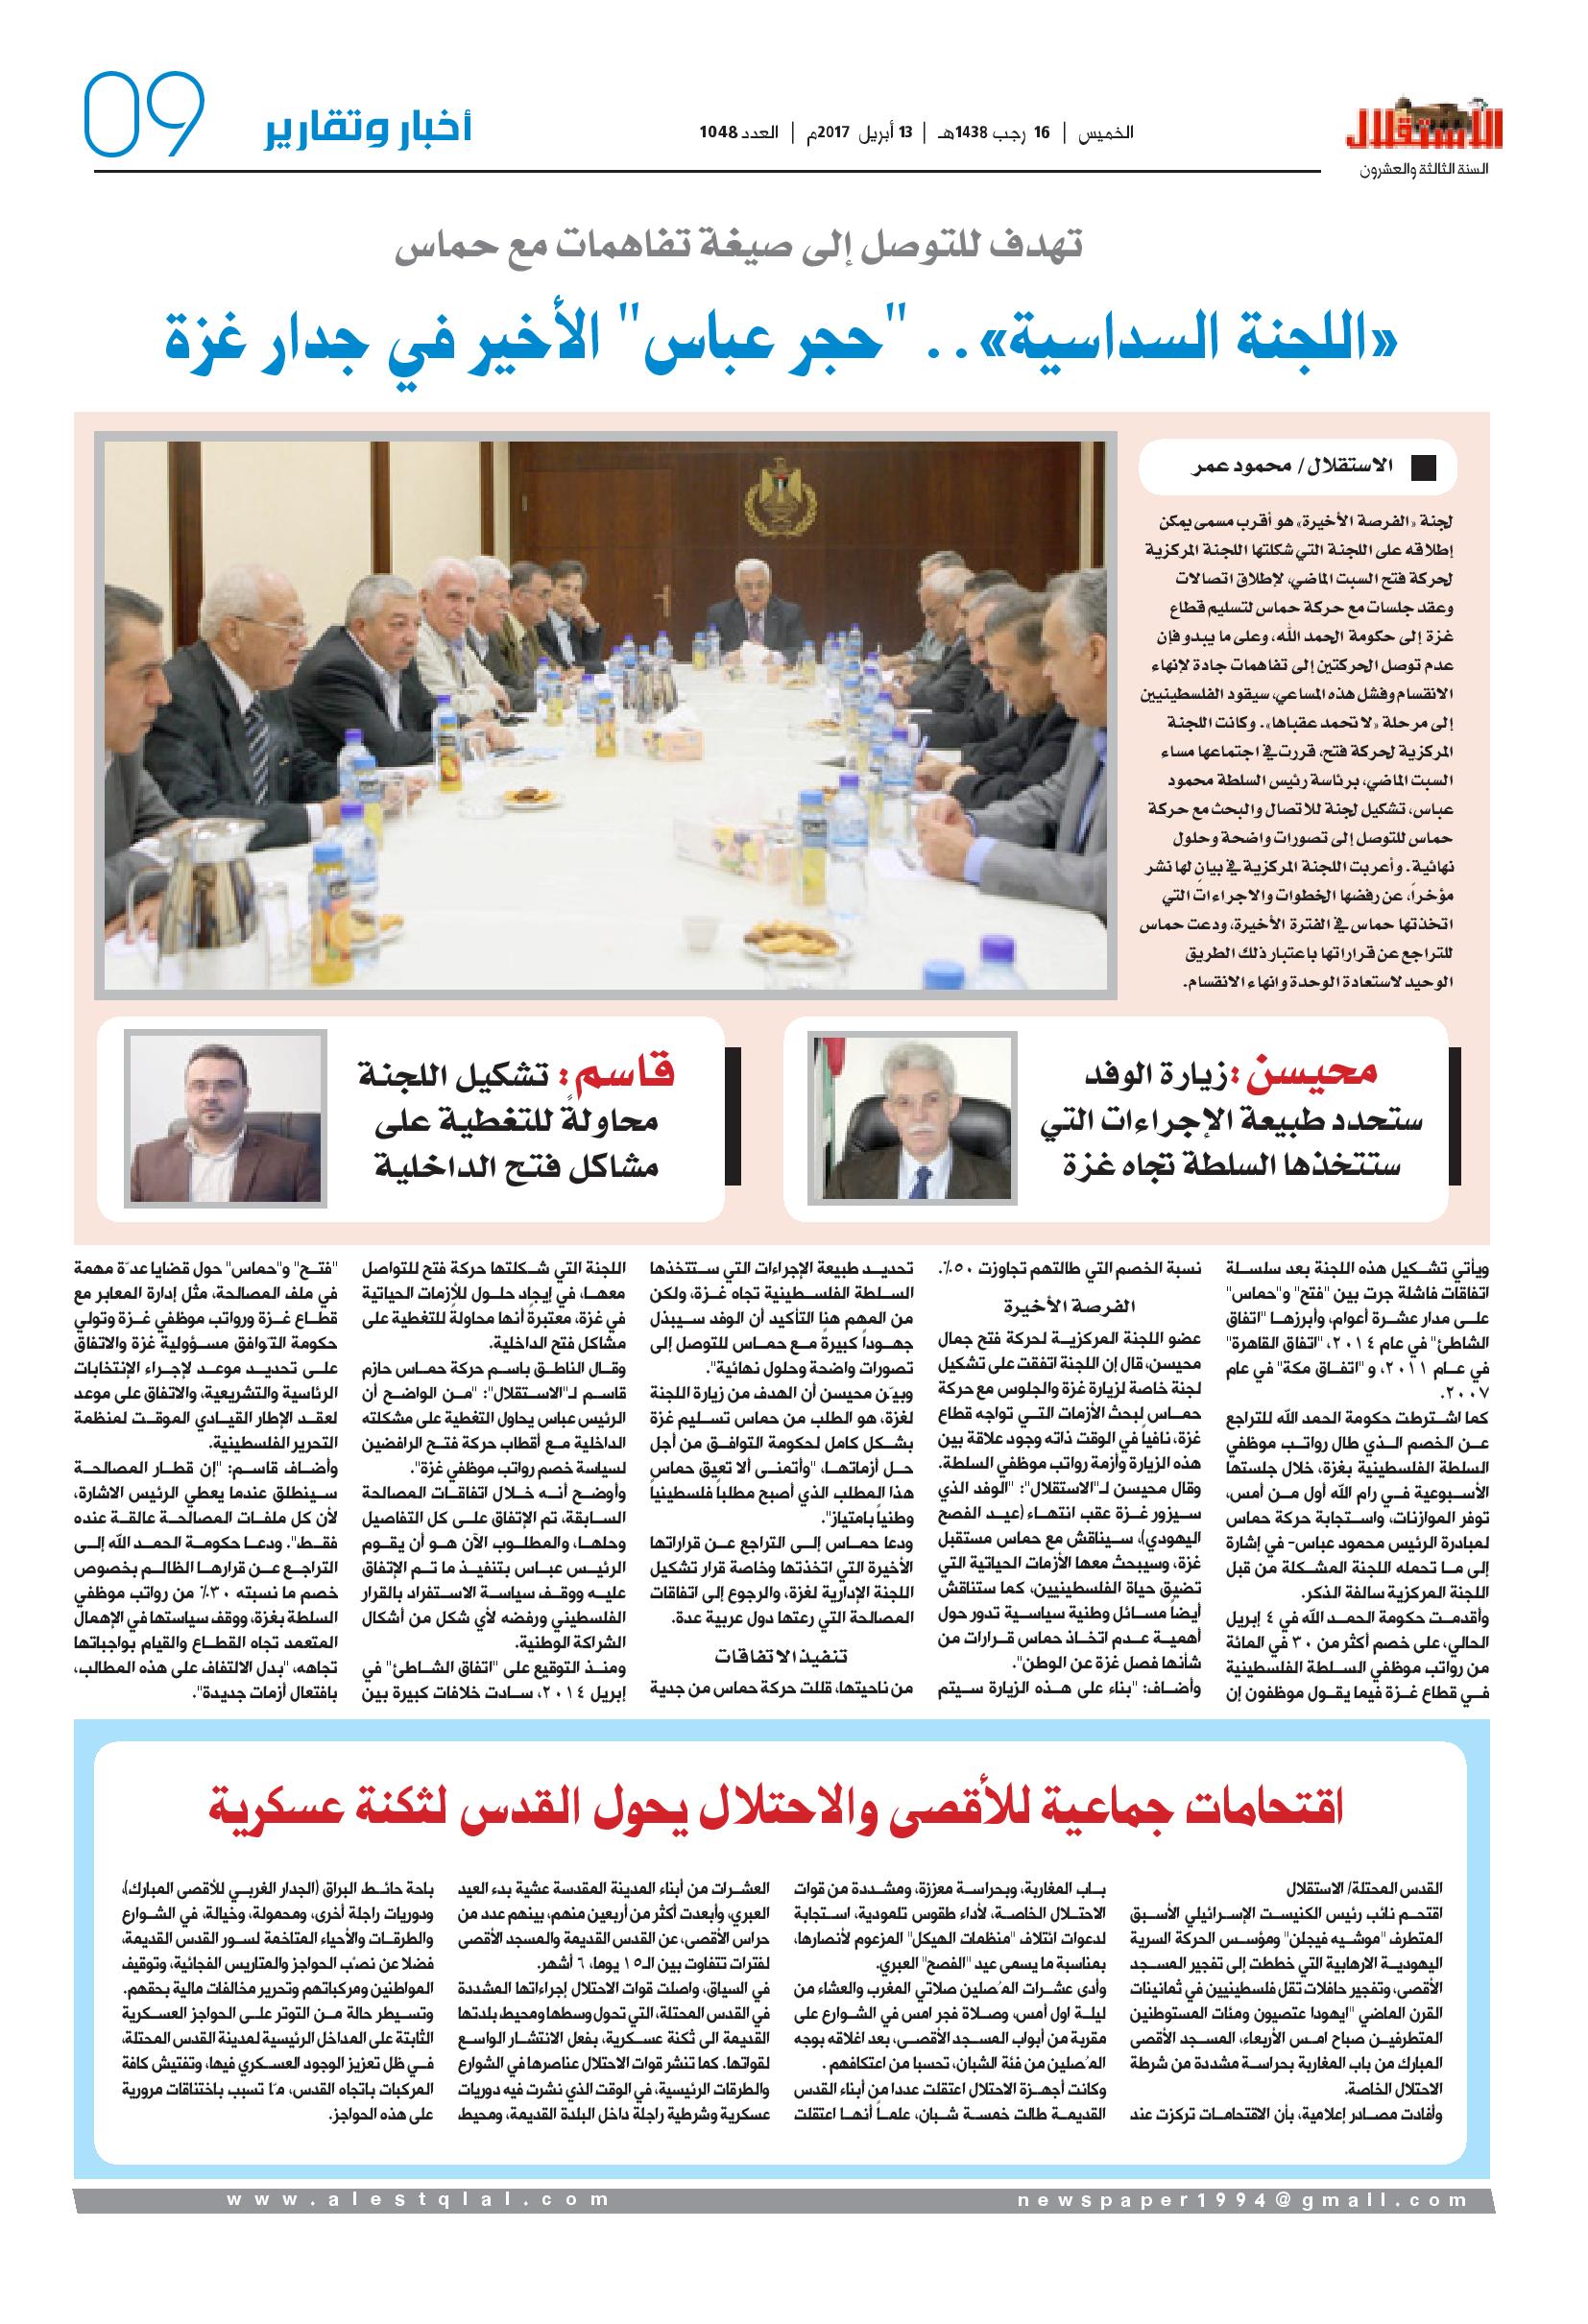 الاستقلال
السنة الثالثة والعشرون
الخميس | 16 رجب 1438هـ | 13 أبريل 2017م | العدد 1048
أخبار وتقارير
09
تهدف للتوصل إلى صيغة تفاهمات مع حماس
«اللجنة السداسية».. "حجر عباس" الأخير في جدار غزة
الاستقلال/ محمود عمر
لجنة «الفرصة الأخيرة» هو أقرب مسمى يمكن
إطلاقه على اللجنة التي شكلتها اللجنة المركزية
لحركة فتح السبت الماضي، لإطلاق اتصالات
وعقد جلسات مع حركة حماس لتسليم قطاع
غزة إلى حكومة الحمد الله، وعلى ما يبدو فإن
عدم توصل الحركتين إلى تفاهمات جادة لإنهاء
الانقسام وفشل هذه المساعي، سيقود الفلسطينيين
إلى مرحلة «لا تحمد عقباها». وكانت اللجنة
المركزية لحركة فتح، قررت في اجتماعها مساء
السبت الماضي، برئاسة رئيس السلطة محمود
عباس، تشكيل لجنة للاتصال والبحث مع حركة
حماس للتوصل إلى تصورات واضحة وحلول
نهائية. وأعربت اللجنة المركزية في بيانٍ لها نشر
مؤخراً، عن رفضها الخطوات والاجراءات التي
اتخذتها حماس في الفترة الأخيرة، ودعت حماس
للتراجع عن قراراتها باعتبار ذلك الطريق
الوحيد لاستعادة الوحدة وانهاء الانقسام.
محيسن :زيارة الوفد
ستحدد طبيعة الإجراءات التي
ستتخذها السلطة تجاه غزة
قاسم: تشكيل اللجنة
محاولةٍ للتغطية على
مشاكل فتح الداخلية
ويأتي تشكيل هذه اللجنة بعد سلسلة
اتفاقات فاشلة جرت بين "فتح" و"حماس"
على مدار عشرة أعوام، وأبرزها "اتفاق
الشاطئ" في عام ٢٠١٤، "اتفاق القاهرة"
في عام ٢٠١١، و "اتفاق مكة" في عام
٢٠٠٧.
كما اشترطت حكومة الحمد الله للتراجع
عن الخصم الذي طال رواتب موظفي
السلطة الفلسطينية بغزة، خلال جلستها
الأسبوعية في رام الله أول من أمس،
توفر الموازنات، واستجابة حركة حماس
لمبادرة الرئيس محمود عباس- في إشارة
إلى ما تحمله اللجنة المشكلة من قبل
اللجنة المركزية سالفة الذكر.
وأقدمت حكومة الحمد الله في ٤ إبريل
الحالي، على خصم أكثر من ٣٠ في المائة
من رواتب موظفي السلطة الفلسطينية
في قطاع غزة فيما يقول موظفون إن
نسبة الخصم التي طالتهم تجاوزت ٥٠٪.
الفرصة الأخيرة
عضو اللجنة المركزية لحركة فتح جمال
محيسن، قال إن اللجنة اتفقت على تشكيل
لجنة خاصة لزيارة غزة والجلوس مع حركة
حماس لبحث الأزمات التي تواجه قطاع
غزة، نافياً في الوقت ذاته وجود علاقة بين
هذه الزيارة وأزمة رواتب موظفي السلطة.
وقال محيسن لـ"الاستقلال": "الوفد الذي
سيزور غزة عقب انتهاء (عيد الفصح
اليهودي)، سيناقش مع حماس مستقبل
غزة، وسيبحث معها الأزمات الحياتية التي
تضيق حياة الفلسطينيين، كما ستناقش
أيضاً مسائل وطنية سياسية تدور حول
أهمية عدم اتخاذ حماس قرارات من
شأنها فصل غزة عن الوطن".
وأضاف: "بناء على هذه الزيارة سيتم
تحديد طبيعة الإجراءات التي ستتخذها
السلطة الفلسطينية تجاه غزة، ولكن
من المهم هنا التأكيد أن الوفد سيبذل
جهوداً كبيرة مع حماس للتوصل إلى
تصورات واضحة وحلول نهائية".
وبيّن محيسن أن الهدف من زيارة اللجنة
لغزة، هو الطلب من حماس تسليم غزة
بشكل كامل لحكومة التوافق من أجل
حل أزماتها، "وأتمنى ألا تعيق حماس
هذا المطلب الذي أصبح مطلباً فلسطينياً
وطنياً بامتياز".
ودعا حماس إلى التراجع عن قراراتها
الأخيرة التي اتخذتها وخاصة قرار تشكيل
اللجنة الإدارية لغزة، والرجوع إلى اتفاقات
المصالحة التي رعتها دول عربية عدة.
تنفيذ الاتفاقات
من ناحيتها، قللت حركة حماس من جدية
اللجنة التي شكلتها حركة فتح للتواصل
معها، في إيجاد حلول للأزمات الحياتية
في غزة، معتبرة أنها محاولة للتغطية على
مشاكل فتح الداخلية.
وقال الناطق باسم حركة حماس حازم
قاسم لـ"الاستقلال": "من الواضح أن
الرئيس عباس يحاول التغطية على مشكلته
الداخلية مع أقطاب حركة فتح الرافضين
لسياسة خصم رواتب موظفي غزة".
وأوضح أنه خلال اتفاقات المصالحة
السابقة، تم الإتفاق على كل التفاصيل
وحلها، والمطلوب الآن هو أن يقوم
الرئيس عباس بتنفيذ ما تم الإتفاق
عليه ووقف سياسة الاستفراد بالقرار
الفلسطيني ورفضه لأي شكل من أشكال
الشراكة الوطنية.
ومنذ التوقيع على "اتفاق الشاطئ" في
إبريل ٢٠١٤، سادت خلافات كبيرة بين
"فتح" و"حماس" حول قضايا عدّة مهمة
في ملف المصالحة، مثل إدارة المعابر مع
قطاع غزة ورواتب موظفي غزة وتولي
حكومة التوافق مسؤولية غزة والاتفاق
على تحديد موعد لإجراء الإنتخابات
الرئاسية والتشريعية، والاتفاق على موعد
لعقد الإطار القيادي الموقت لمنظمة
التحرير الفلسطينية.
وأضاف قاسم: "إن قطار المصالحة
سينطلق عندما يعطي الرئيس الاشارة،
لأن كل ملفات المصالحة عالقة عنده
فقط". ودعا حكومة الحمد الله إلى
التراجع عن قرارها الظالم بخصوص
خصم ما نسبته ٣٠٪ من رواتب موظفي
السلطة بغزة، ووقف سياستها في الإهمال
المتعمد تجاه القطاع والقيام بواجباتها
تجاهه، "بدل الالتفاف على هذه المطالب،
بافتعال أزمات جديدة".
اقتحامات جماعية للأقصى والاحتلال يحول القدس لثكنة عسكرية
القدس المحتلة/ الاستقلال
اقتحم نائب رئيس الكنيست الإسرائيلي الأسبق
المتطرف "موشيه فيجلن" ومؤسس الحركة السرية
اليهودية الارهابية التي خططت إلى تفجير المسجد
الأقصى، وتفجير حافلات تقل فلسطينيين في ثمانينات
القرن الماضي "ايهودا عتصيون ومئات المستوطنين
المتطرفين صباح امس الأربعاء، المسجد الأقصى
المبارك من باب المغاربة بحراسة مشددة من شرطة
الاحتلال الخاصة.
وأفادت مصادر إعلامية، بأن الاقتحامات تركزت عند
باب المغاربة، وبحراسة معززة، ومشددة من قوات
الاحتلال الخاصة، لأداء طقوس تلمودية، استجابة
لدعوات ائتلاف "منظمات الهيكل" المزعوم لأنصارها،
بمناسبة ما يسمى عيد "الفصح" العبري.
وأدى عشرات المُصلين صلاتي المغرب والعشاء من
ليلة اول أمس، وصلاة فجر امس في الشوارع على
مقربة من أبواب المسجد الأقصى، بعد اغلاقه بوجه
المُصلين من فئة الشبان، تحسبا من اعتكافهم .
وكانت أجهزة الاحتلال اعتقلت عددا من أبناء القدس
القديمة طالت خمسة شبان، علماً أنها اعتقلت
العشرات من أبناء المدينة المقدسة عشية بدء العيد
العبري، وأبعدت أكثر من أربعين منهم، بينهم عدد من
حراس الأقصى، عن القدس القديمة والمسجد الأقصى
لفترات تتفاوت بين الـ١٥ يوما، ٦ أشهر.
في السياق، واصلت قوات الاحتلال إجراءاتها المشددة
في القدس المحتلة، التي تحول وسطها ومحيط بلدتها
القديمة الى ثكنة عسكرية، بفعل الانتشار الواسع
لقواتها. كما تنشر قوات الاحتلال عناصرها في الشوارع
والطرقات الرئيسية، في الوقت الذي نشرت فيه دوريات
عسكرية وشرطية راجلة داخل البلدة القديمة، ومحيط
باحة حائط البراق (الجدار الغربي للأقصى المبارك)،
ودوريات راجلة أخرى، ومحمولة، وخيالة، في الشوارع
والطرقات والأحياء المتاخمة لسور القدس القديمة،
فضلا عن نصب الحواجز والمتاريس الفجائية، وتوقيف
المواطنين ومركباتهم وتحرير مخالفات مالية بحقهم.
وتسيطر حالة من التوتر على الحواجز العسكرية
الثابتة على المداخل الرئيسية لمدينة القدس المحتلة،
في ظل تعزيز الوجود العسكري فيها، وتفتيش كافة
المركبات باتجاه القدس، مّا تسبب باختناقات مرورية
على هذه الحواجز.
www.alestqlal.com
newspaper1994@gmail.com